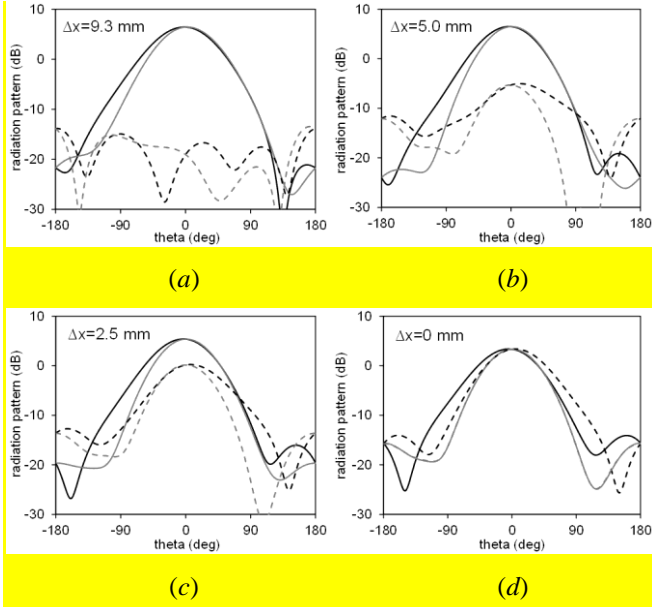 Δx=9.3 mm
radiation pattern (dB)
10
0
-10
-20
-30
-180 -90 0 90 180
theta (deg)
(a)
Δx=5.0 mm
radiation pattern (dB)
10
0
-10
-20
-30
-180 -90 0 90 180
theta (deg)
(b)
Δx=2.5 mm
radiation pattern (dB)
10
0
-10
-20
-30
-180 -90 0 90 180
theta (deg)
(c)
Δx=0 mm
radiation pattern (dB)
10
0
-10
-20
-30
-180 -90 0 90 180
theta (deg)
(d)